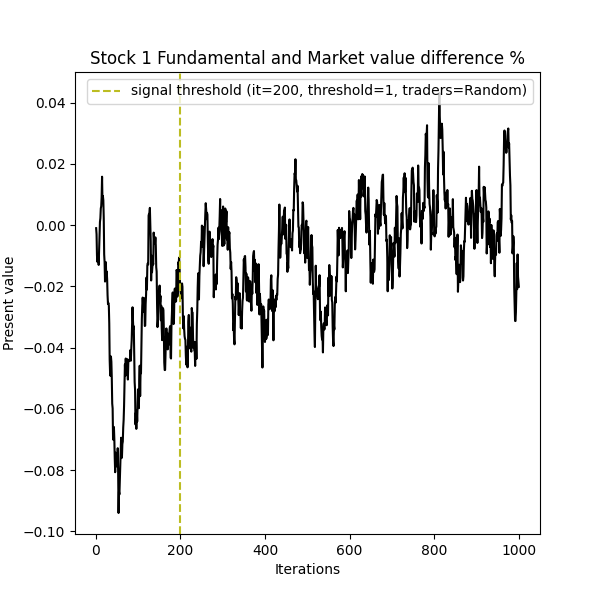 Stock 1 Fundamental and Market value difference %
signal threshold (it=200, threshold=1, traders=Random)
0.04
0.02
0.00
−0.02
−0.04
−0.06
−0.08
−0.10
Present value
0 200 400 600 800 1000
Iterations